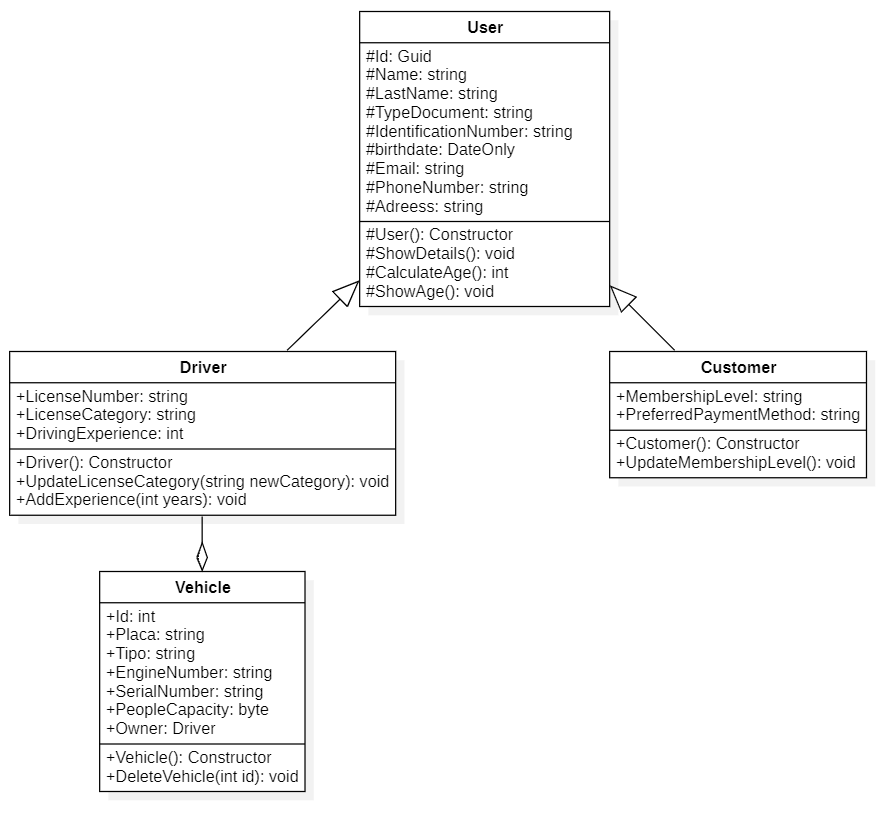 User
#Id: Guid
#Name: string
#LastName: string
#TypeDocument: string
#IdentificationNumber: string
#birthdate: DateOnly
#Email: string
#PhoneNumber: string
#Adreess: string
#User(): Constructor
#ShowDetails(): void
#CalculateAge(): int
#ShowAge(): void
Driver
+LicenseNumber: string
+LicenseCategory: string
+DrivingExperience: int
+Driver(): Constructor
+UpdateLicenseCategory(string newCategory): void
+AddExperience(int years): void
Customer
+MembershipLevel: string
+PreferredPaymentMethod: string
+Customer(): Constructor
+UpdateMembershipLevel(): void
Vehicle
+Id: int
+Placa: string
+Tipo: string
+EngineNumber: string
+SerialNumber: string
+PeopleCapacity: byte
+Owner: Driver
+Vehicle(): Constructor
+DeleteVehicle(int id): void